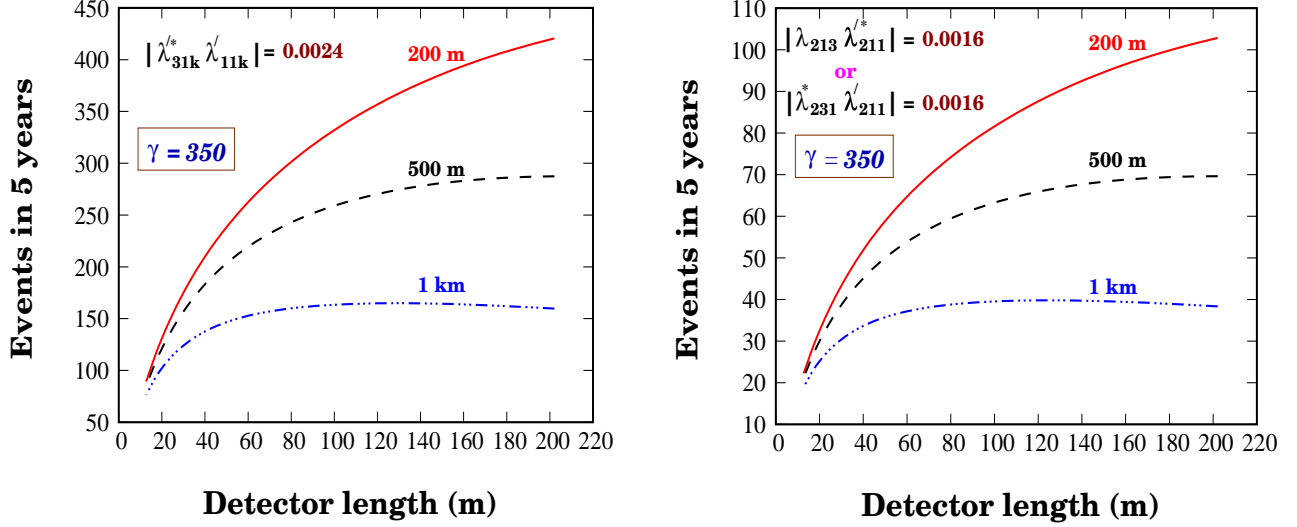 Events in 5 years
450
400
350
300
250
200
150
100
50
|λ′*31k λ′11k| = 0.0024
γ = 350
200 m
500 m
1 km
0 20 40 60 80 100 120 140 160 180 200 220
Detector length (m)
Events in 5 years
110
100
90
80
70
60
50
40
30
20
10
|λ213 λ′*211| = 0.0016
or
|λ*231 λ′211| = 0.0016
γ = 350
200 m
500 m
1 km
0 20 40 60 80 100 120 140 160 180 200 220
Detector length (m)